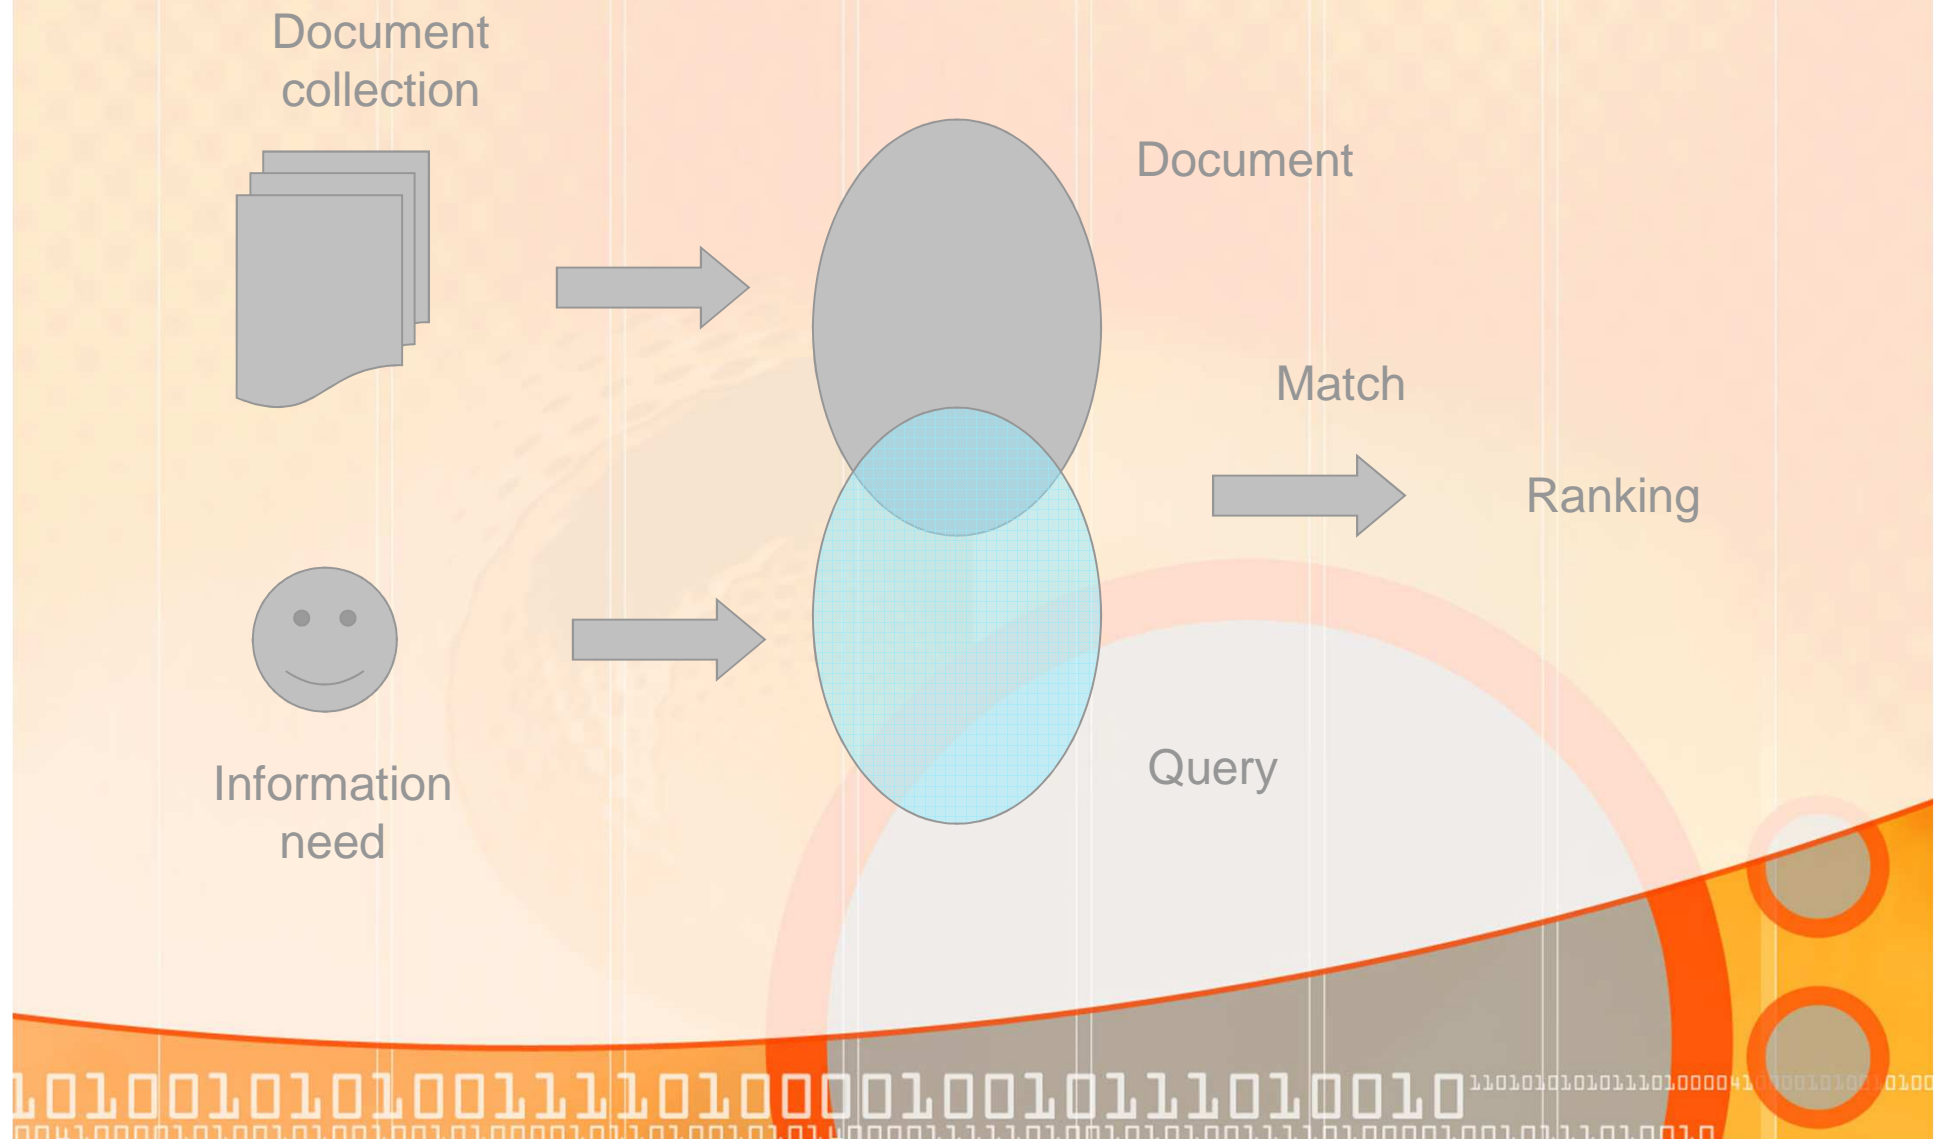 Document
collection
Document
Match
Ranking
Query
Information
need